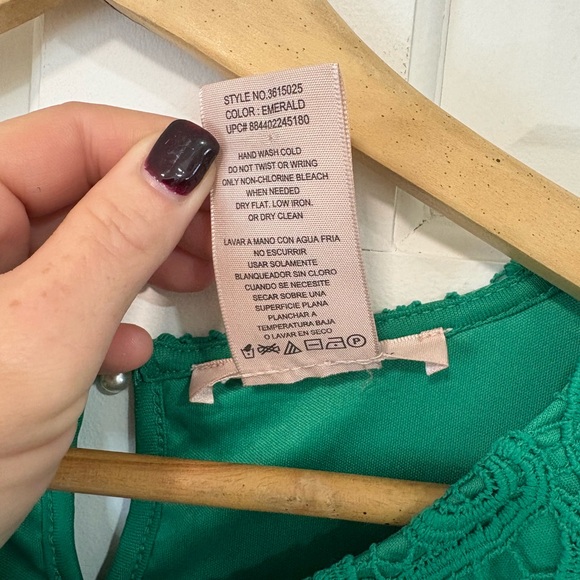 STYLE NO.3615025
COLOR : EMERALD
UPC# 884402245180
HAND WASH COLD
DO NOT TWIST OR WRING
ONLY NON-CHLORINE BLEACH
WHEN NEEDED
DRY FLAT. LOW IRON.
OR DRY CLEAN
LAVAR A MANO CON AGUA FRIA
NO ESCURRIR
USAR SOLAMENTE
BLANQUEADOR SIN CLORO
CUANDO SE NECESITE
SECAR SOBRE UNA
SUPERFICIE PLANA
PLANCHAR A
TEMPERATURA BAJA
O LAVAR EN SECO
P